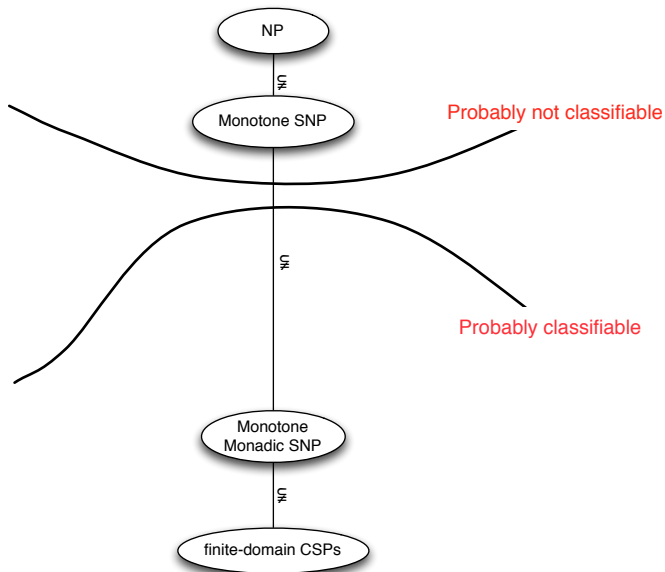 NP
⊊
Monotone SNP
Probably not classifiable
⊊
Probably classifiable
Monotone
Monadic SNP
⊊
finite-domain CSPs